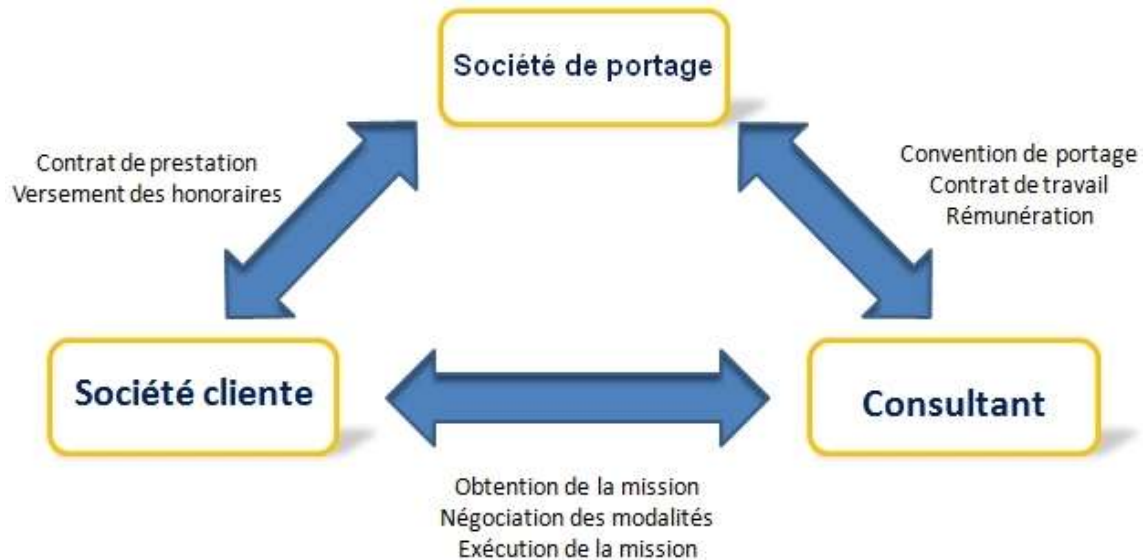 Société de portage
Contrat de prestation
Versement des honoraires
Convention de portage
Contrat de travail
Rémunération
Société cliente
Consultant
Obtention de la mission
Négociation des modalités
Exécution de la mission